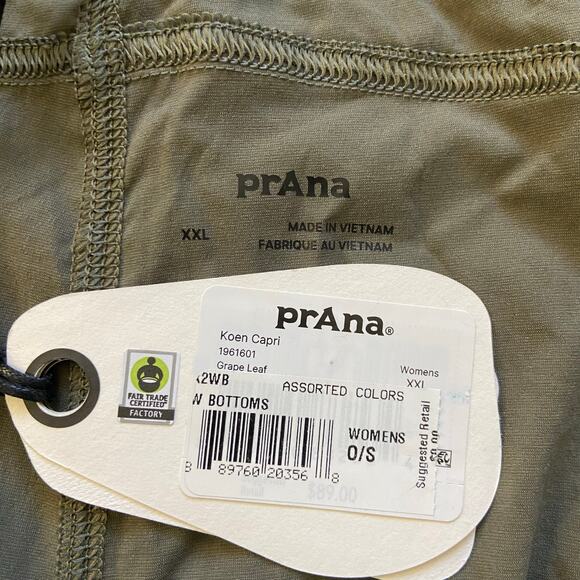 prAna
XXL
MADE IN VIETNAM
FABRIQUE AU VIETNAM
prAna®
Koen Capri
1961601
Grape Leaf
Womens
XXL
ASSORTED COLORS
W BOTTOMS
WOMENS
O/S
8 89760 20356 8
Suggested Retail
$89.00
FAIR TRADE
CERTIFIED
FACTORY